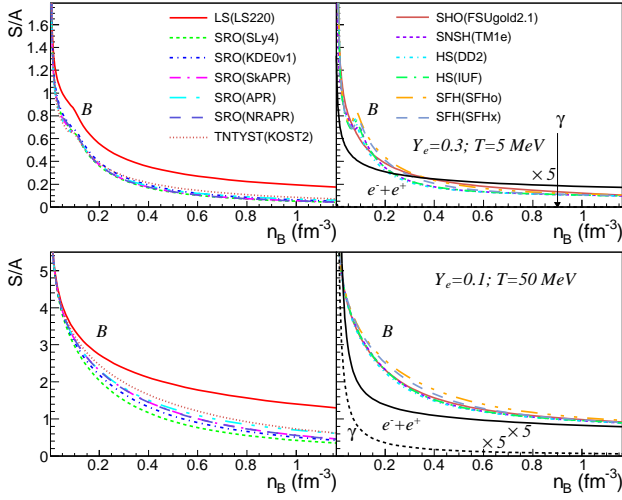 S/A
1.6
1.4
1.2
1
0.8
0.6
0.4
0.2
0.2 0.4 0.6 0.8 1
n_B (fm⁻³)
B
LS(LS220)
SRO(SLy4)
SRO(KDE0v1)
SRO(SkAPR)
SRO(APR)
SRO(NRAPR)
TNTYST(KOST2)
SHO(FSUgold2.1)
SNSH(TM1e)
HS(DD2)
HS(IUF)
SFH(SFHo)
SFH(SFHx)
B
γ
Y_e=0.3; T=5 MeV
×5
e⁻+e⁺
0 0.2 0.4 0.6 0.8 1
n_B (fm⁻³)
S/A
5
4
3
2
1
0
0.2 0.4 0.6 0.8 1
n_B (fm⁻³)
B
Y_e=0.1; T=50 MeV
B
e⁻+e⁺
γ
×5
×5
0.2 0.4 0.6 0.8 1
n_B (fm⁻³)